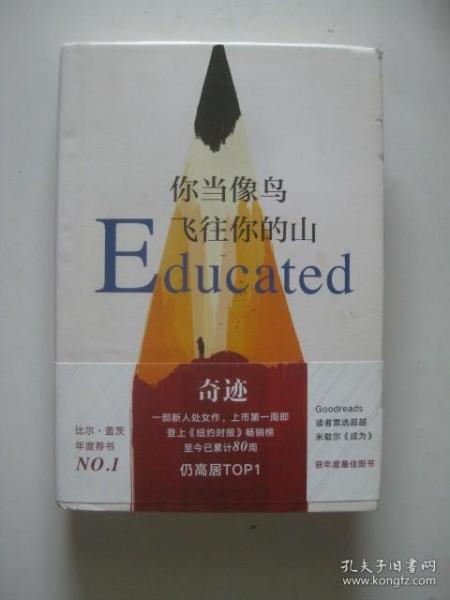 你当像鸟
飞往你的山
Educated
奇迹
一部新人处女作,上市第一周即
登上《纽约时报》畅销榜
至今已累计80周
仍高居TOP1
比尔·盖茨
年度荐书
NO.1
Goodreads
读者票选超越
米歇尔《成为》
获年度最佳图书
孔夫子旧书网
www.kongfz.com